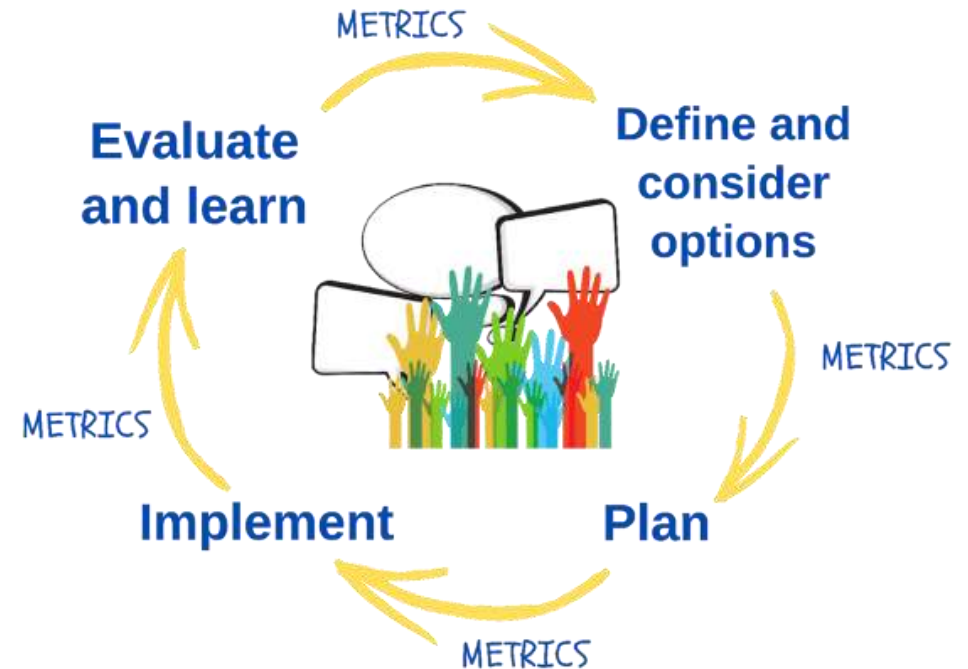 METRICS
Evaluate
and learn
Define and
consider
options
METRICS
METRICS
Implement
Plan
METRICS